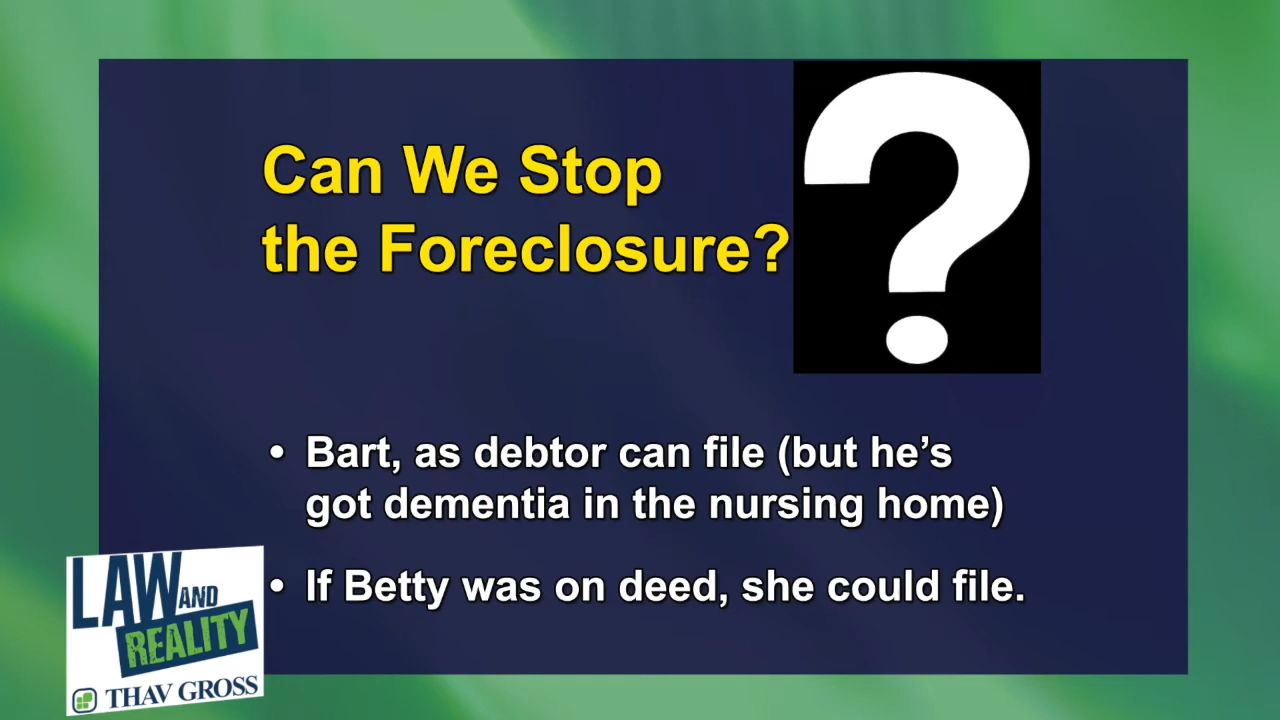 Can We Stop
the Foreclosure?
?
• Bart, as debtor can file (but he’s
got dementia in the nursing home)
• If Betty was on deed, she could file.
LAW AND
REALITY
THAV GROSS